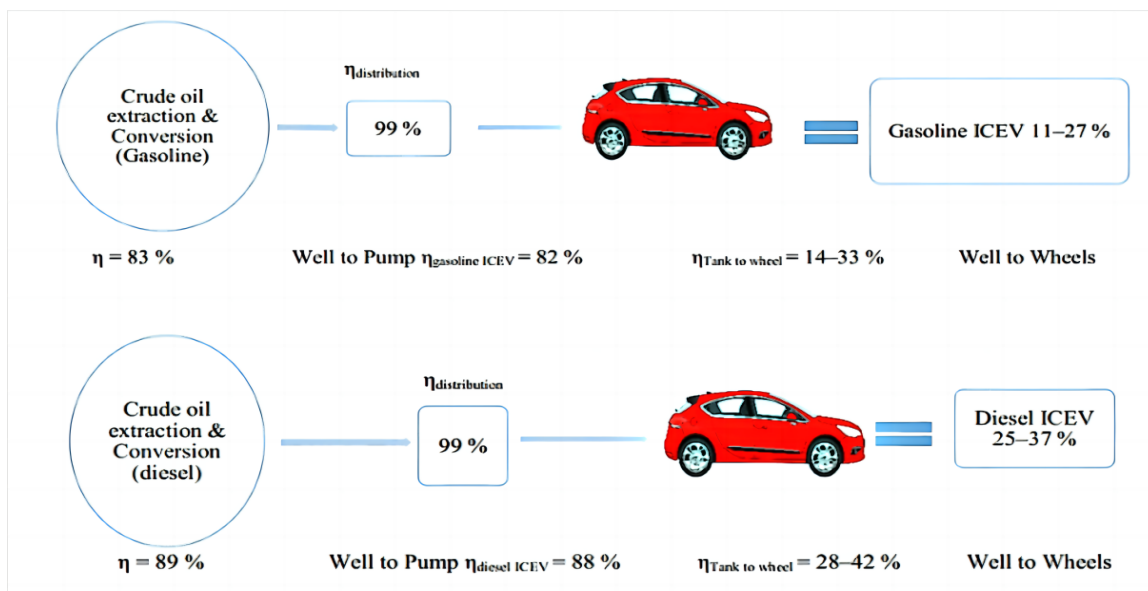 Crude oil
extraction &
Conversion
(Gasoline)
ηdistribution
99 %
Gasoline ICEV 11–27 %
η = 83 %
Well to Pump ηgasoline ICEV = 82 %
ηTank to wheel = 14–33 %
Well to Wheels
Crude oil
extraction &
Conversion
(diesel)
ηdistribution
99 %
Diesel ICEV
25–37 %
η = 89 %
Well to Pump ηdiesel ICEV = 88 %
ηTank to wheel = 28–42 %
Well to Wheels